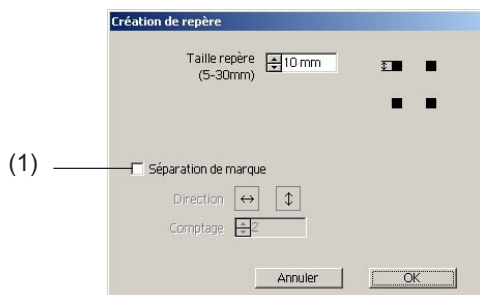 Création de repère
Taille repère 10 mm
(5-30mm)
(1)
Séparation de marque
Direction
Comptage 2
Annuler OK